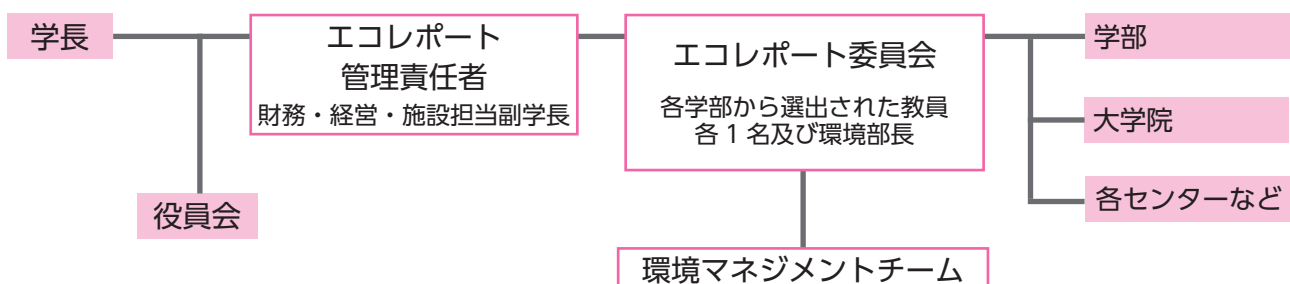 学長
エコレポート
管理責任者
財務・経営・施設担当副学長
エコレポート委員会
各学部から選出された教員
各1名及び環境部長
学部
大学院
各センターなど
役員会
環境マネジメントチーム